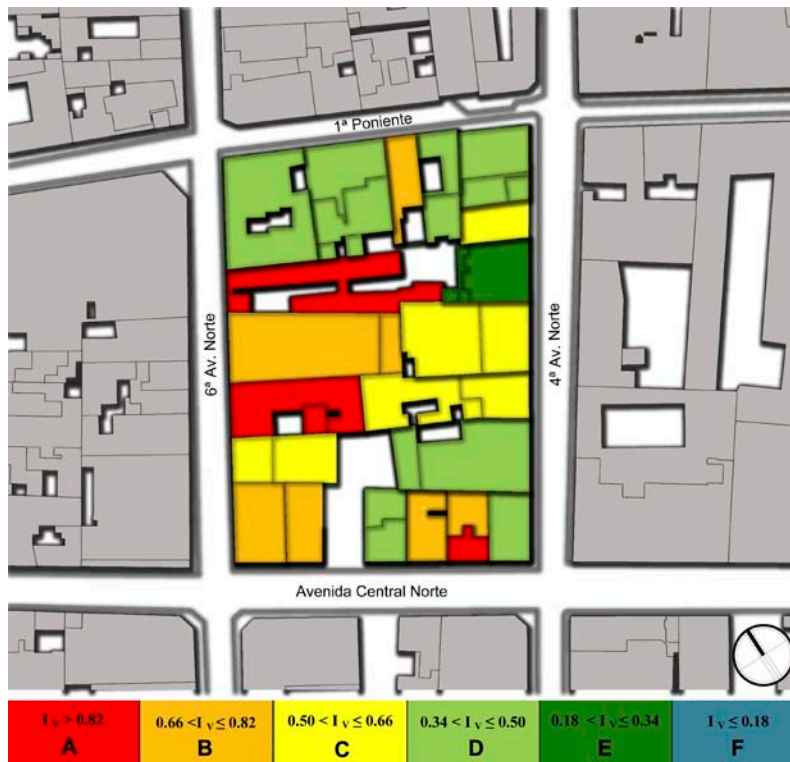 1ª Poniente
6ª Av. Norte
4ª Av. Norte
Avenida Central Norte
I v > 0.82
A
0.66 < I v ≤ 0.82
B
0.50 < I v ≤ 0.66
C
0.34 < I v ≤ 0.50
D
0.18 < I v ≤ 0.34
E
I v ≤ 0.18
F